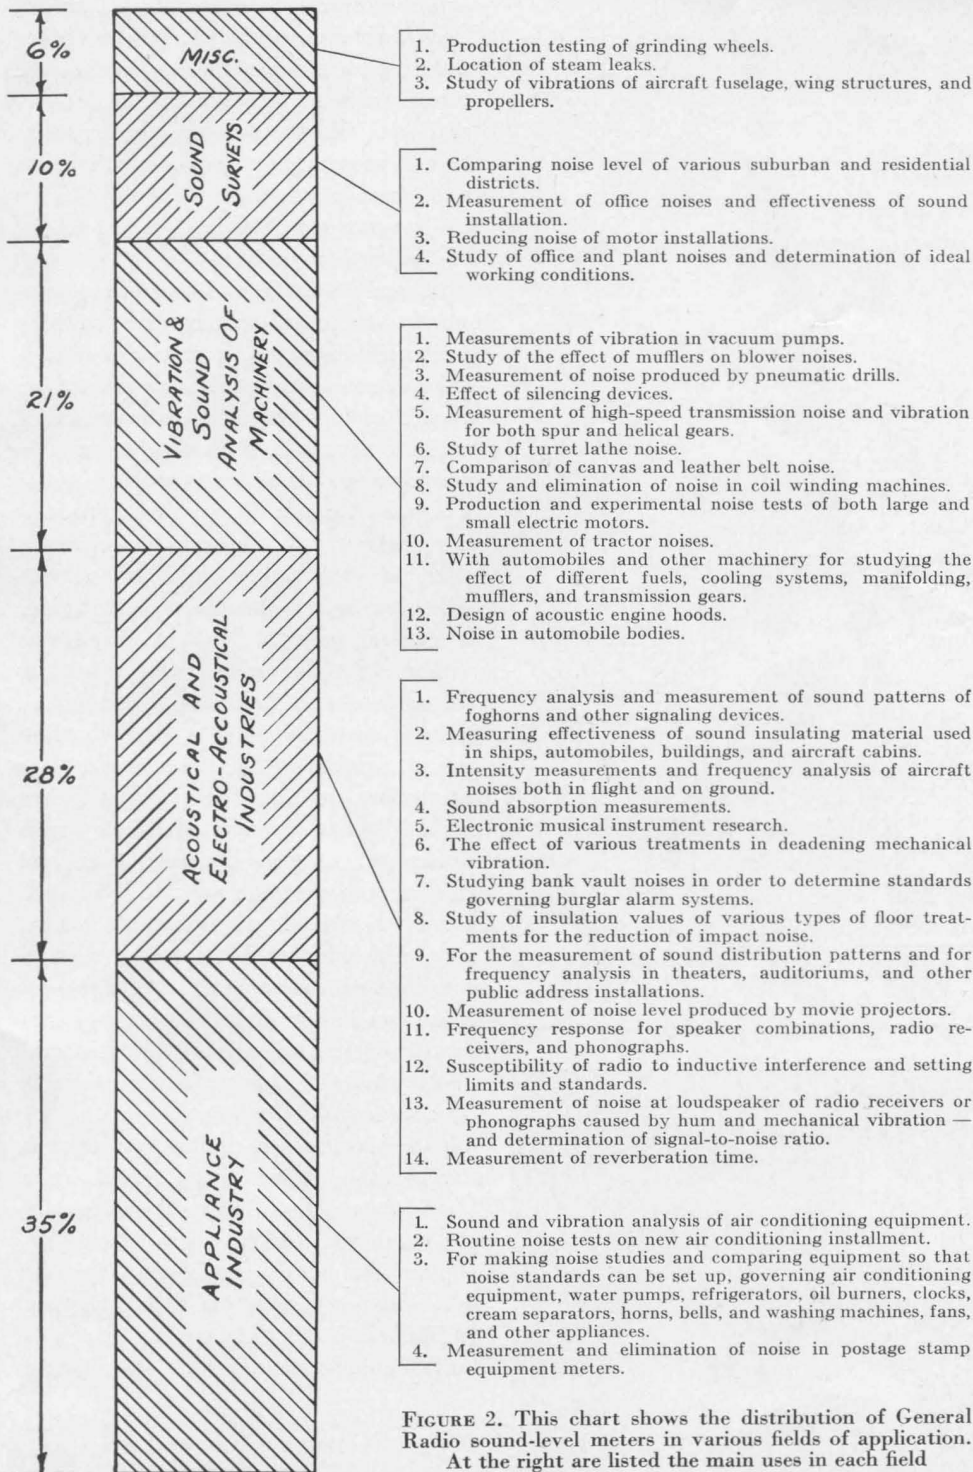 6%
MISC.
1. Production testing of grinding wheels.
2. Location of steam leaks.
3. Study of vibrations of aircraft fuselage, wing structures, and
propellers.
10%
SOUND
SURVEYS
1. Comparing noise level of various suburban and residential
districts.
2. Measurement of office noises and effectiveness of sound
installation.
3. Reducing noise of motor installations.
4. Study of office and plant noises and determination of ideal
working conditions.
21%
VIBRATION &
SOUND
ANALYSIS OF
MACHINERY
1. Measurements of vibration in vacuum pumps.
2. Study of the effect of mufflers on blower noises.
3. Measurement of noise produced by pneumatic drills.
4. Effect of silencing devices.
5. Measurement of high-speed transmission noise and vibration
for both spur and helical gears.
6. Study of turret lathe noise.
7. Comparison of canvas and leather belt noise.
8. Study and elimination of noise in coil winding machines.
9. Production and experimental noise tests of both large and
small electric motors.
10. Measurement of tractor noises.
11. With automobiles and other machinery for studying the
effect of different fuels, cooling systems, manifolding,
mufflers, and transmission gears.
12. Design of acoustic engine hoods.
13. Noise in automobile bodies.
28%
ACOUSTICAL AND
ELECTRO-ACCOUSTICAL
INDUSTRIES
1. Frequency analysis and measurement of sound patterns of
foghorns and other signaling devices.
2. Measuring effectiveness of sound insulating material used
in ships, automobiles, buildings, and aircraft cabins.
3. Intensity measurements and frequency analysis of aircraft
noises both in flight and on ground.
4. Sound absorption measurements.
5. Electronic musical instrument research.
6. The effect of various treatments in deadening mechanical
vibration.
7. Studying bank vault noises in order to determine standards
governing burglar alarm systems.
8. Study of insulation values of various types of floor treat-
ments for the reduction of impact noise.
9. For the measurement of sound distribution patterns and for
frequency analysis in theaters, auditoriums, and other
public address installations.
10. Measurement of noise level produced by movie projectors.
11. Frequency response for speaker combinations, radio re-
ceivers, and phonographs.
12. Susceptibility of radio to inductive interference and setting
limits and standards.
13. Measurement of noise at loudspeaker of radio receivers or
phonographs caused by hum and mechanical vibration —
and determination of signal-to-noise ratio.
14. Measurement of reverberation time.
35%
APPLIANCE
INDUSTRY
1. Sound and vibration analysis of air conditioning equipment.
2. Routine noise tests on new air conditioning installment.
3. For making noise studies and comparing equipment so that
noise standards can be set up, governing air conditioning
equipment, water pumps, refrigerators, oil burners, clocks,
cream separators, horns, bells, and washing machines, fans,
and other appliances.
4. Measurement and elimination of noise in postage stamp
equipment meters.
FIGURE 2. This chart shows the distribution of General
Radio sound-level meters in various fields of application.
At the right are listed the main uses in each field